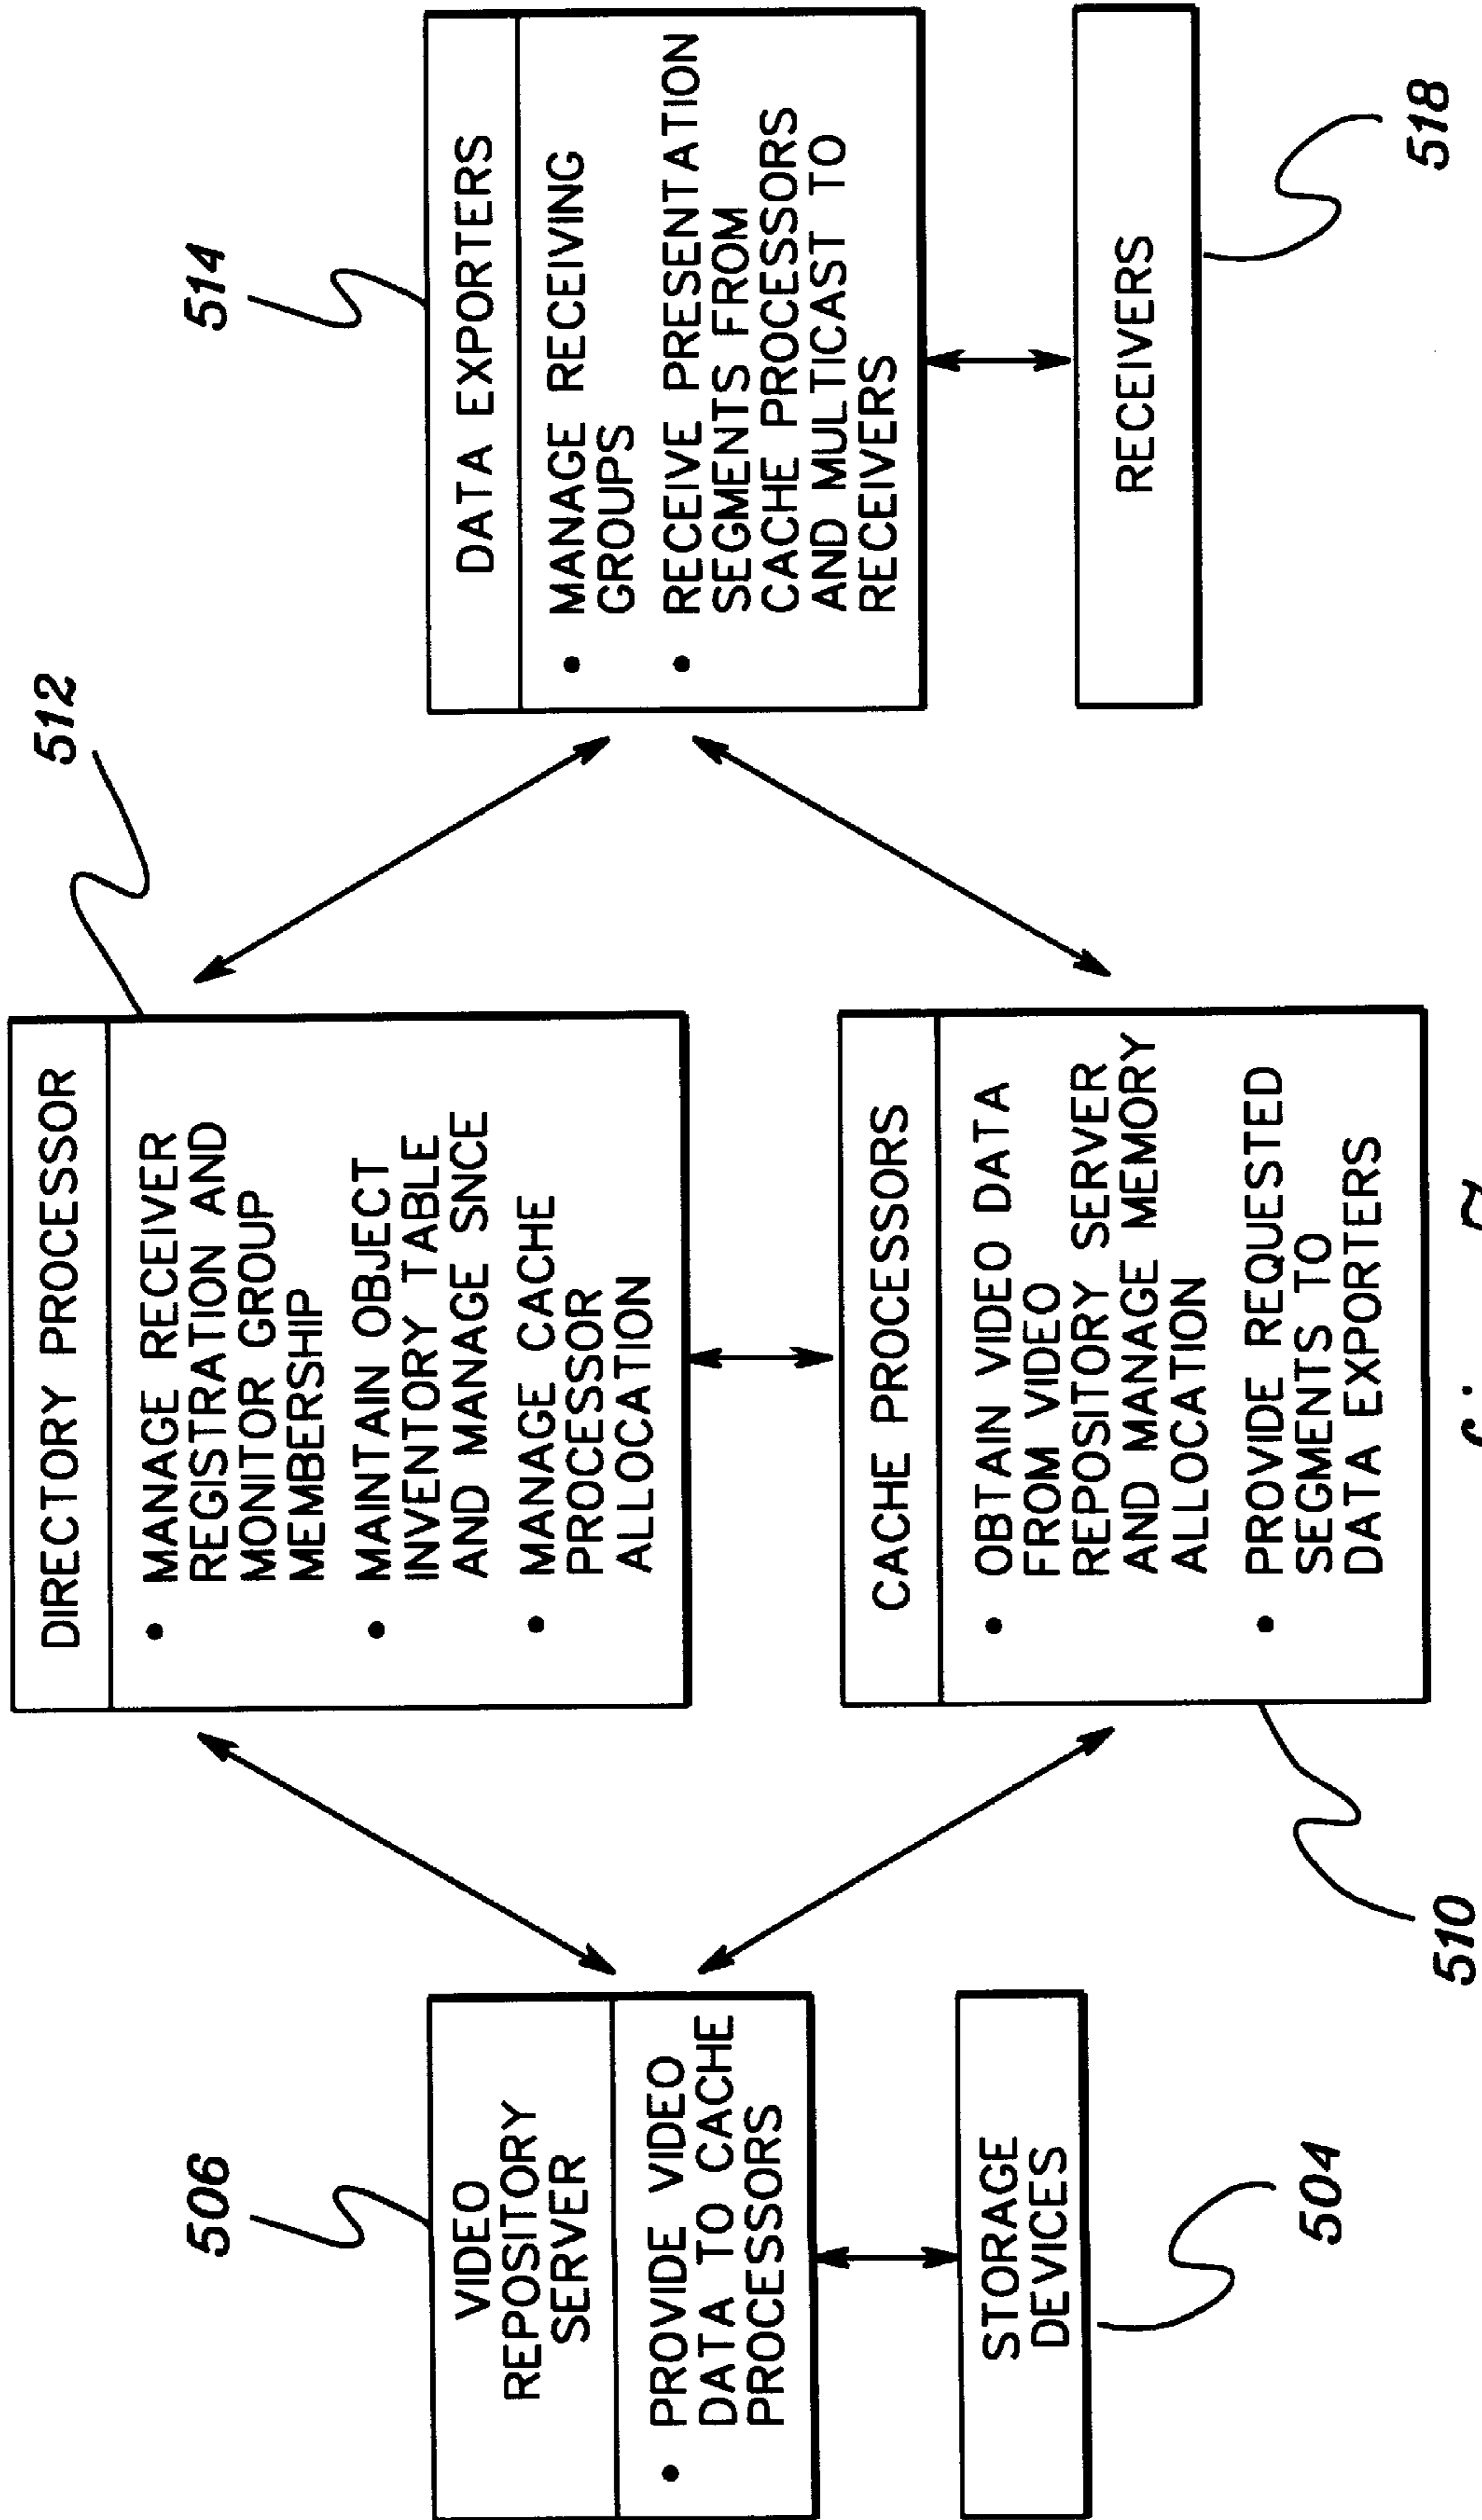 506
VIDEO
REPOSITORY
SERVER
• PROVIDE VIDEO
DATA TO CACHE
PROCESSORS
STORAGE
DEVICES
504
512
DIRECTORY PROCESSOR
• MANAGE RECEIVER
REGISTRATION AND
MONITOR GROUP
MEMBERSHIP
• MAINTAIN OBJECT
INVENTORY TABLE
AND MANAGE SNCE
• MANAGE CACHE
PROCESSOR
ALLOCATION
CACHE PROCESSORS
• OBTAIN VIDEO DATA
FROM VIDEO
REPOSITORY SERVER
AND MANAGE MEMORY
ALLOCATION
• PROVIDE REQUESTED
SEGMENTS TO
DATA EXPORTERS
510
514
DATA EXPORTERS
• MANAGE RECEIVING
GROUPS
• RECEIVE PRESENTATION
SEGMENTS FROM
CACHE PROCESSORS
AND MULTICAST TO
RECEIVERS
RECEIVERS
518